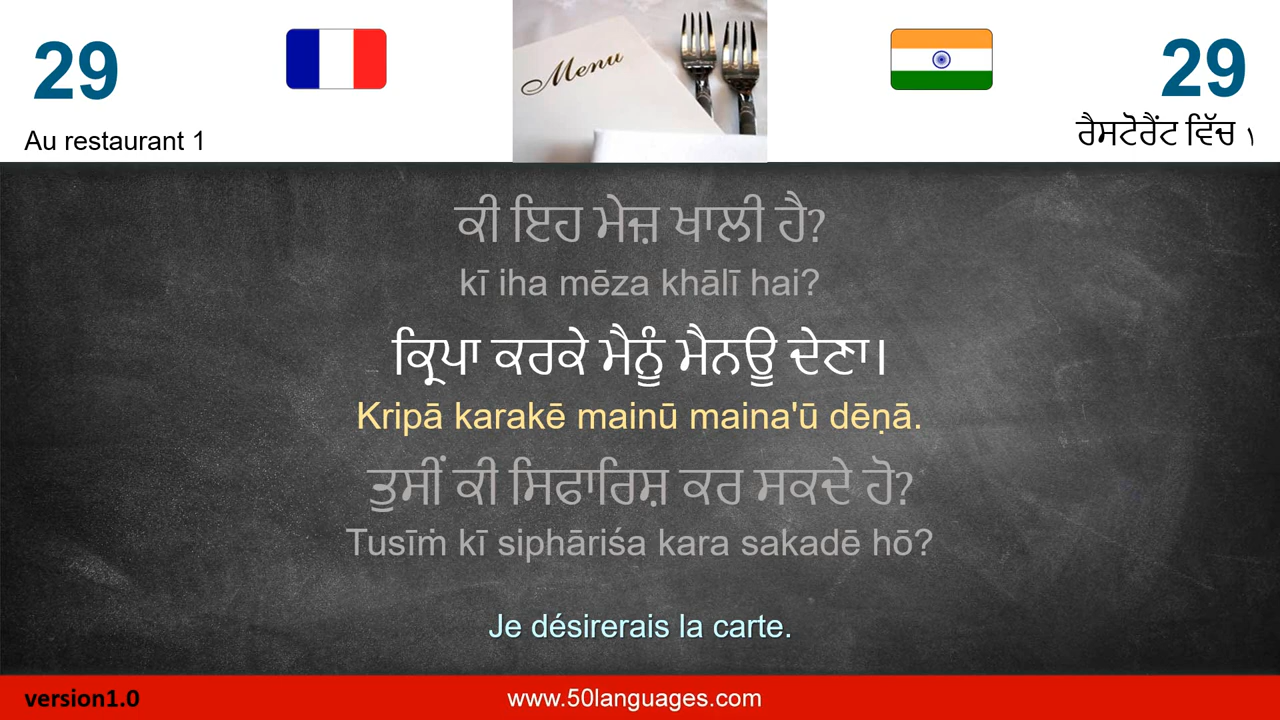 29
29
Au restaurant 1
Menu
ਰੈਸਟੋਰੈਂਟ ਵਿੱਚ ੧
ਕੀ ਇਹ ਮੇਜ਼ ਖਾਲੀ ਹੈ?
kī iha mēza khālī hai?
ਕ੍ਰਿਪਾ ਕਰਕੇ ਮੈਨੂੰ ਮੈਨਊ ਦੇਣਾ।
Kripā karakē mainū maina'ū dēṇā.
ਤੁਸੀਂ ਕੀ ਸਿਫਾਰਿਸ਼ ਕਰ ਸਕਦੇ ਹੋ?
Tusīṁ kī siphāriśa kara sakadē hō?
Je désirerais la carte.
version1.0
www.50languages.com